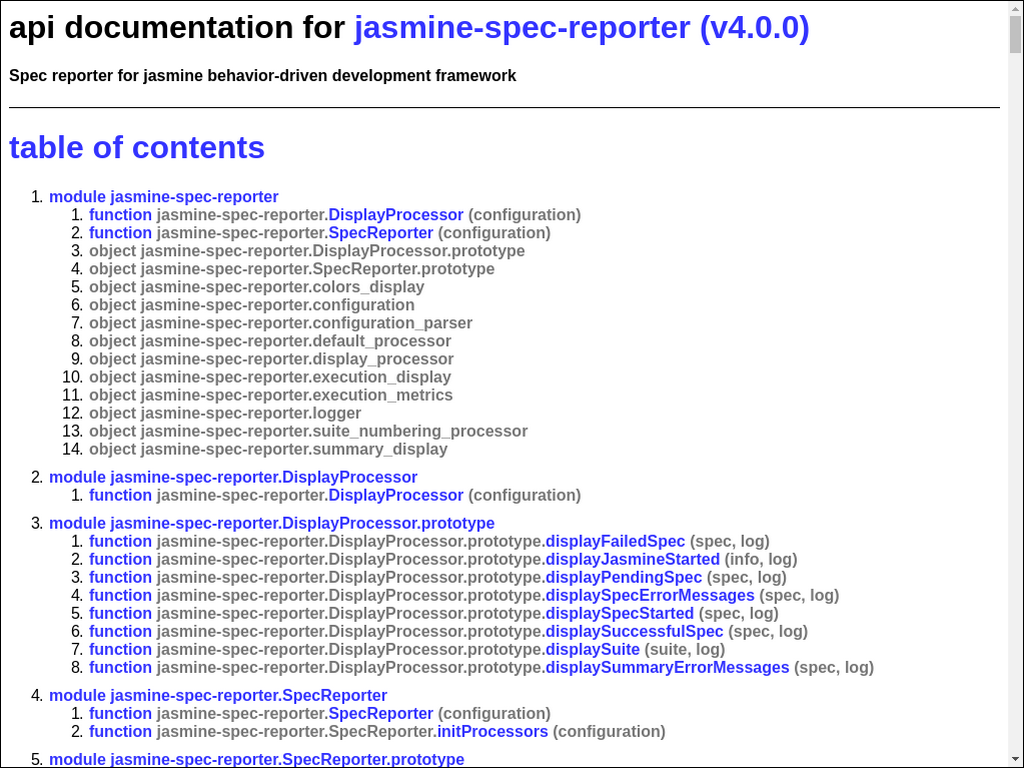 api documentation for jasmine-spec-reporter (v4.0.0)
Spec reporter for jasmine behavior-driven development framework
table of contents
1. module jasmine-spec-reporter
1. function jasmine-spec-reporter.DisplayProcessor (configuration)
2. function jasmine-spec-reporter.SpecReporter (configuration)
3. object jasmine-spec-reporter.DisplayProcessor.prototype
4. object jasmine-spec-reporter.SpecReporter.prototype
5. object jasmine-spec-reporter.colors_display
6. object jasmine-spec-reporter.configuration
7. object jasmine-spec-reporter.configuration_parser
8. object jasmine-spec-reporter.default_processor
9. object jasmine-spec-reporter.display_processor
10. object jasmine-spec-reporter.execution_display
11. object jasmine-spec-reporter.execution_metrics
12. object jasmine-spec-reporter.logger
13. object jasmine-spec-reporter.suite_numbering_processor
14. object jasmine-spec-reporter.summary_display
2. module jasmine-spec-reporter.DisplayProcessor
1. function jasmine-spec-reporter.DisplayProcessor (configuration)
3. module jasmine-spec-reporter.DisplayProcessor.prototype
1. function jasmine-spec-reporter.DisplayProcessor.prototype.displayFailedSpec (spec, log)
2. function jasmine-spec-reporter.DisplayProcessor.prototype.displayJasmineStarted (info, log)
3. function jasmine-spec-reporter.DisplayProcessor.prototype.displayPendingSpec (spec, log)
4. function jasmine-spec-reporter.DisplayProcessor.prototype.displaySpecErrorMessages (spec, log)
5. function jasmine-spec-reporter.DisplayProcessor.prototype.displaySpecStarted (spec, log)
6. function jasmine-spec-reporter.DisplayProcessor.prototype.displaySuccessfulSpec (spec, log)
7. function jasmine-spec-reporter.DisplayProcessor.prototype.displaySuite (suite, log)
8. function jasmine-spec-reporter.DisplayProcessor.prototype.displaySummaryErrorMessages (spec, log)
4. module jasmine-spec-reporter.SpecReporter
1. function jasmine-spec-reporter.SpecReporter (configuration)
2. function jasmine-spec-reporter.SpecReporter.initProcessors (configuration)
5. module jasmine-spec-reporter.SpecReporter.prototype